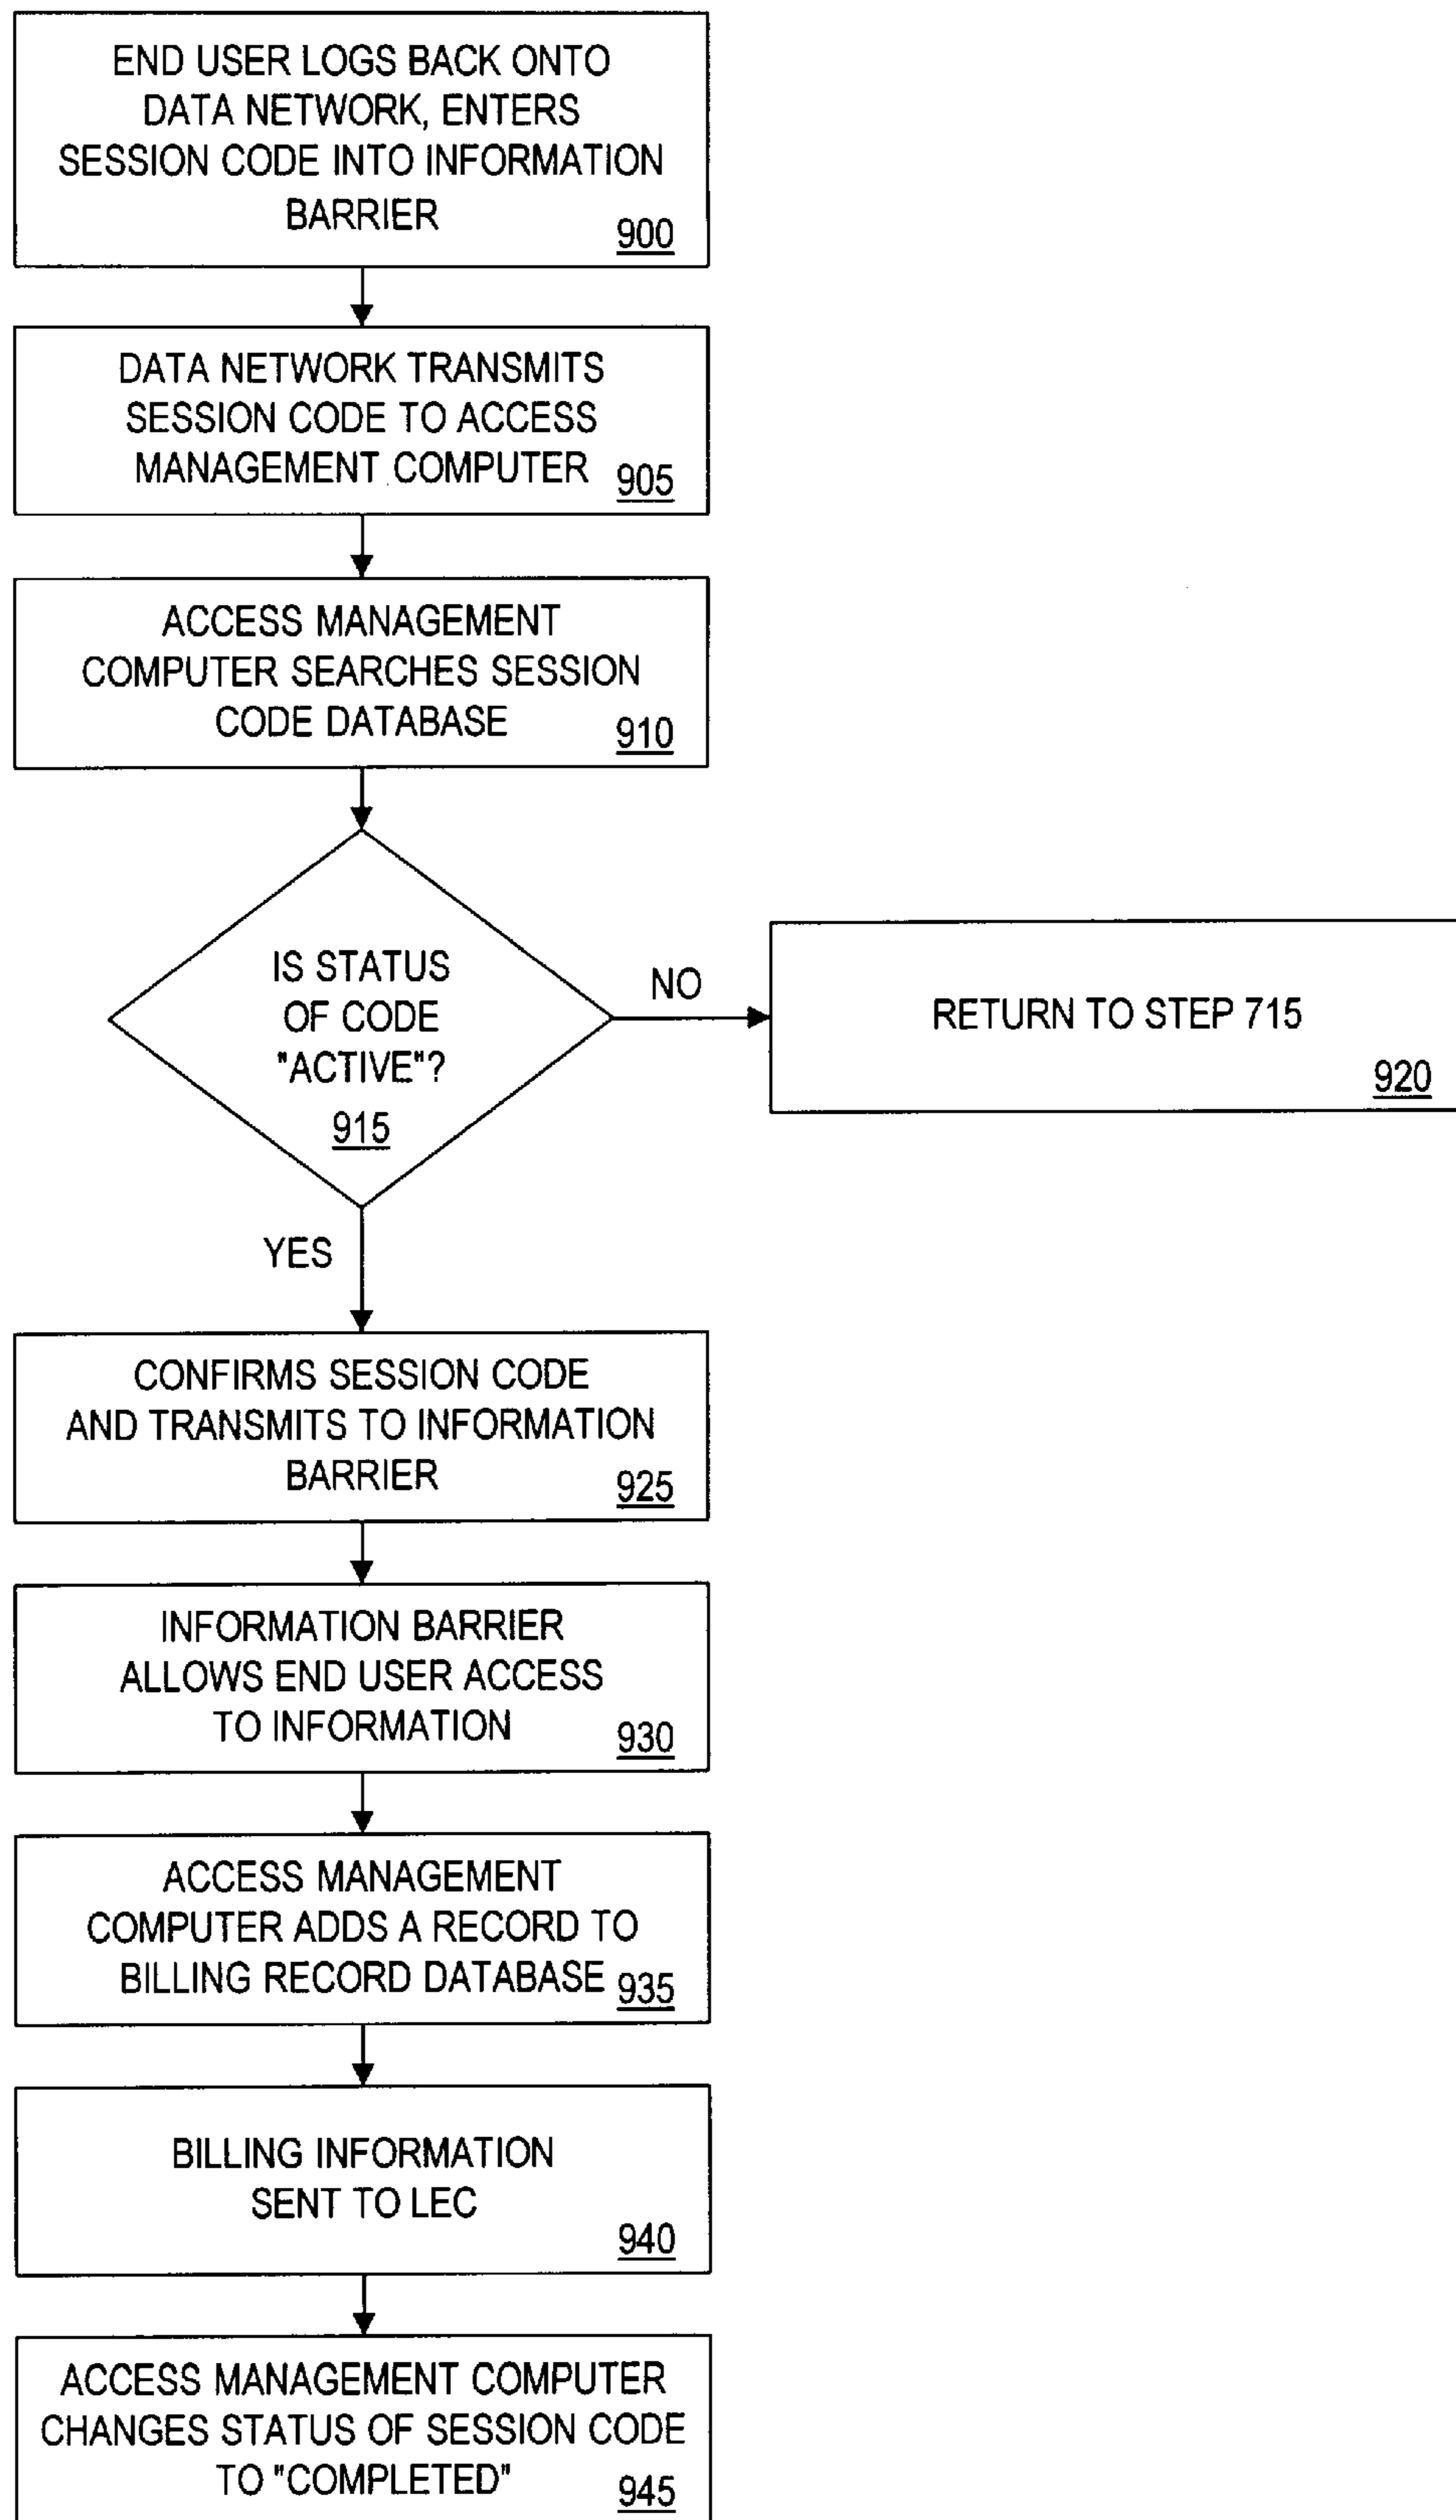 END USER LOGS BACK ONTO
DATA NETWORK, ENTERS
SESSION CODE INTO INFORMATION
BARRIER
900
DATA NETWORK TRANSMITS
SESSION CODE TO ACCESS
MANAGEMENT COMPUTER
905
ACCESS MANAGEMENT
COMPUTER SEARCHES SESSION
CODE DATABASE
910
IS STATUS
OF CODE
"ACTIVE"?
915
NO
RETURN TO STEP 715
920
YES
CONFIRMS SESSION CODE
AND TRANSMITS TO INFORMATION
BARRIER
925
INFORMATION BARRIER
ALLOWS END USER ACCESS
TO INFORMATION
930
ACCESS MANAGEMENT
COMPUTER ADDS A RECORD TO
BILLING RECORD DATABASE
935
BILLING INFORMATION
SENT TO LEC
940
ACCESS MANAGEMENT COMPUTER
CHANGES STATUS OF SESSION CODE
TO "COMPLETED"
945